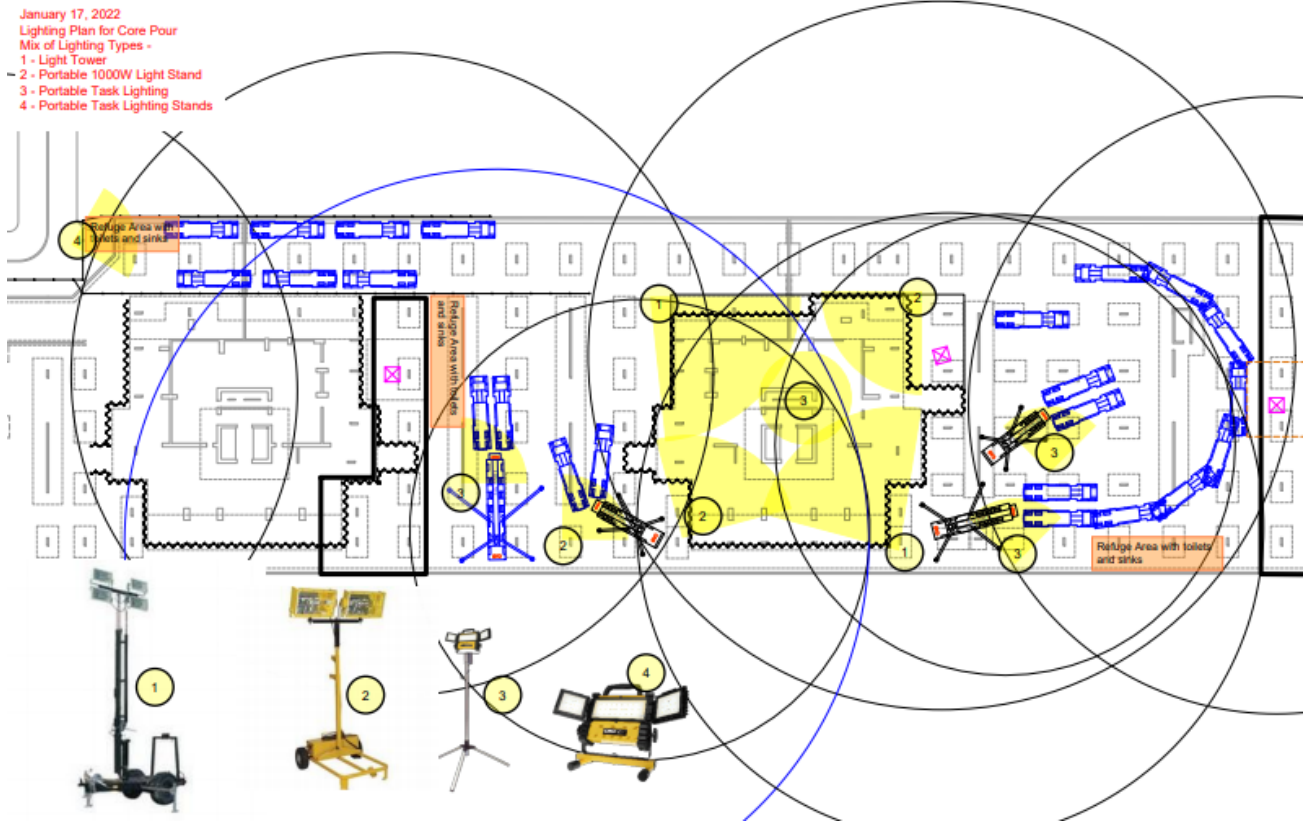 January 17, 2022
Lighting Plan for Core Pour
Mix of Lighting Types -
1 - Light Tower
2 - Portable 1000W Light Stand
3 - Portable Task Lighting
4 - Portable Task Lighting Stands
4
Refuge Area with
toilets and sinks
Refuge Area with toilets
and sinks
1
2
3
3
3
2
2
1
3
Refuge Area with toilets
and sinks
1
2
3
4